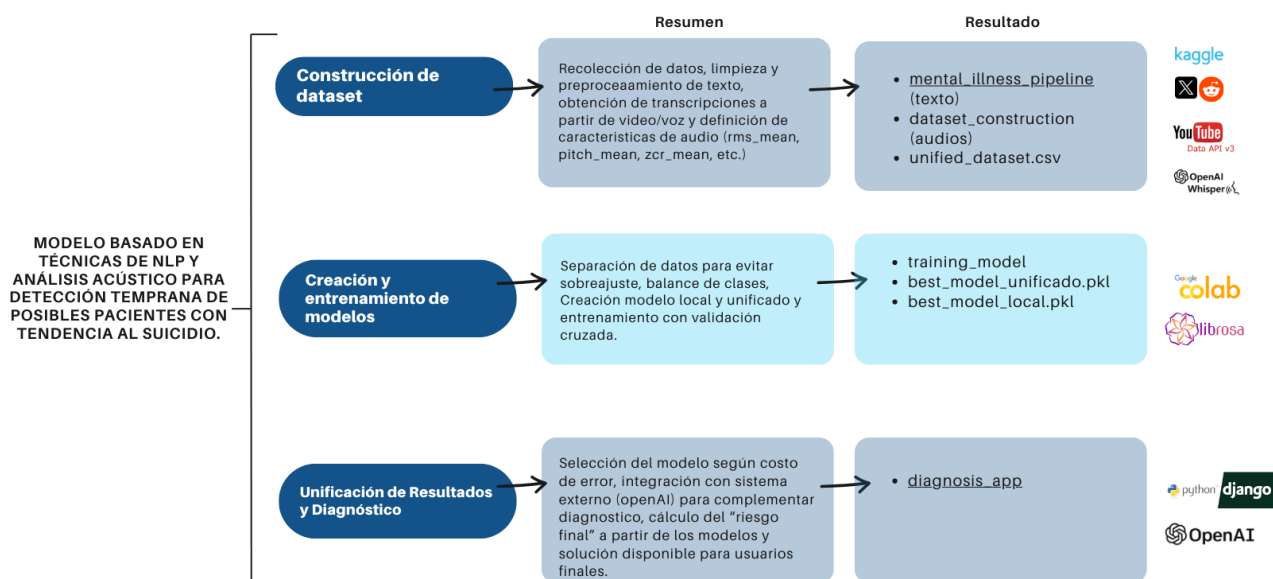 Resumen
Resultado
MODELO BASADO EN
TÉCNICAS DE NLP Y
ANÁLISIS ACÚSTICO PARA
DETECCIÓN TEMPRANA DE
POSIBLES PACIENTES CON
TENDENCIA AL SUICIDIO.
Construcción de
dataset
Recolección de datos, limpieza y
preproceaamiento de texto,
obtención de transcripciones a
partir de video/voz y definición de
características de audio (rms_mean,
pitch_mean, zcr_mean, etc.)
• mental_illness_pipeline
(texto)
• dataset_construction
(audios)
• unified_dataset.csv
kaggle
X
YouTube
Data API v3
OpenAI
Whisper
Creación y
entrenamiento de
modelos
Separación de datos para evitar
sobreajuste, balance de clases,
Creación modelo local y unificado y
entrenamiento con validación
cruzada.
• training_model
• best_model_unificado.pkl
• best_model_local.pkl
Google
colab
librosa
Unificación de Resultados
y Diagnóstico
Selección del modelo según costo
de error, integración con sistema
externo (openAI) para complementar
diagnostico, cálculo del “riesgo
final” a partir de los modelos y
solución disponible para usuarios
finales.
• diagnosis_app
python
django
OpenAI